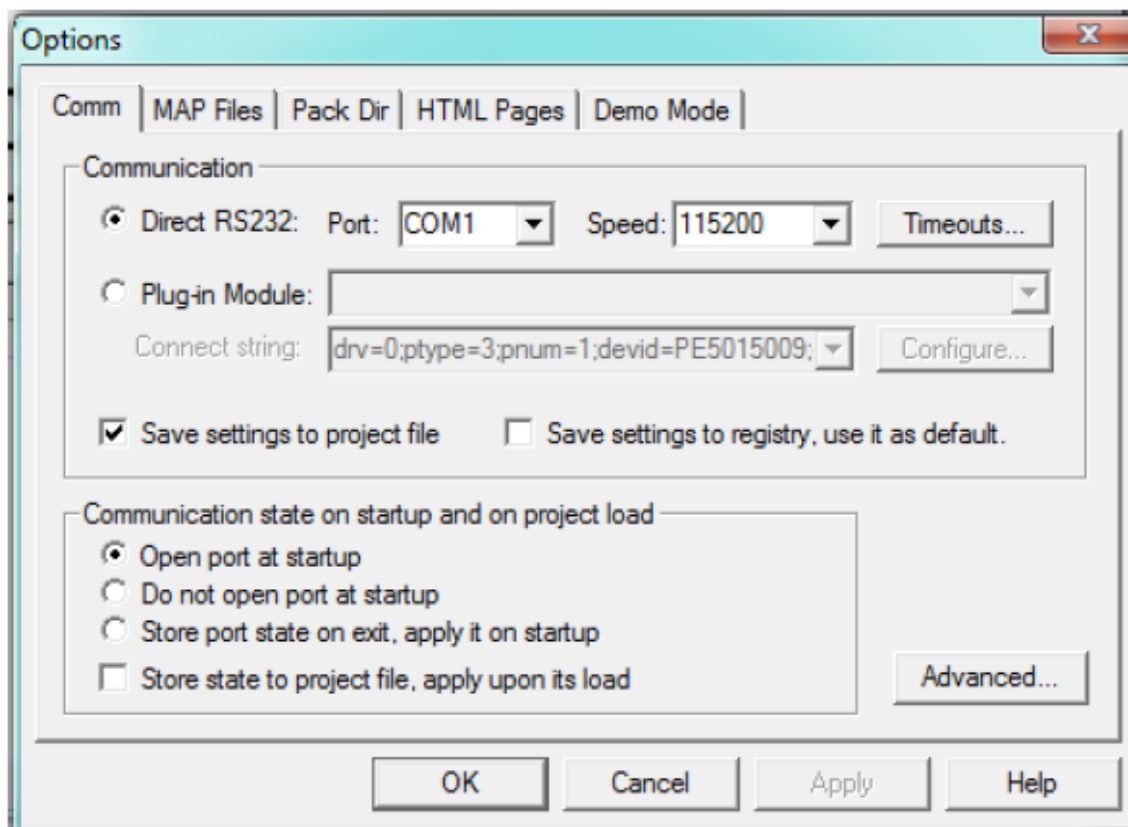 Options
Comm MAP Files Pack Dir HTML Pages Demo Mode
Communication
Direct RS232: Port: COM1 Speed: 115200 Timeouts...
Plug-in Module:
Connect string: drv=0;ptype=3;pnum=1;devid=PE5015009; Configure...
Save settings to project file Save settings to registry, use it as default.
Communication state on startup and on project load
Open port at startup
Do not open port at startup
Store port state on exit, apply it on startup
Store state to project file, apply upon its load
Advanced...
OK Cancel Apply Help